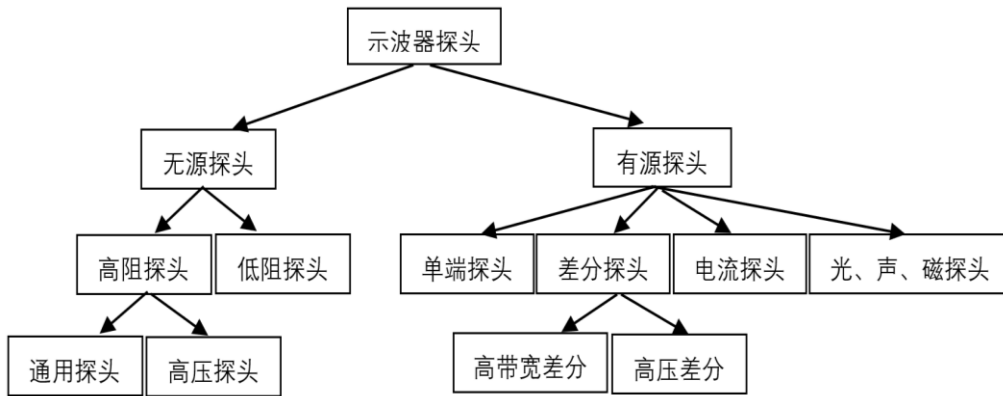 示波器探头
无源探头
有源探头
高阻探头
低阻探头
单端探头
差分探头
电流探头
光、声、磁探头
通用探头
高压探头
高带宽差分
高压差分